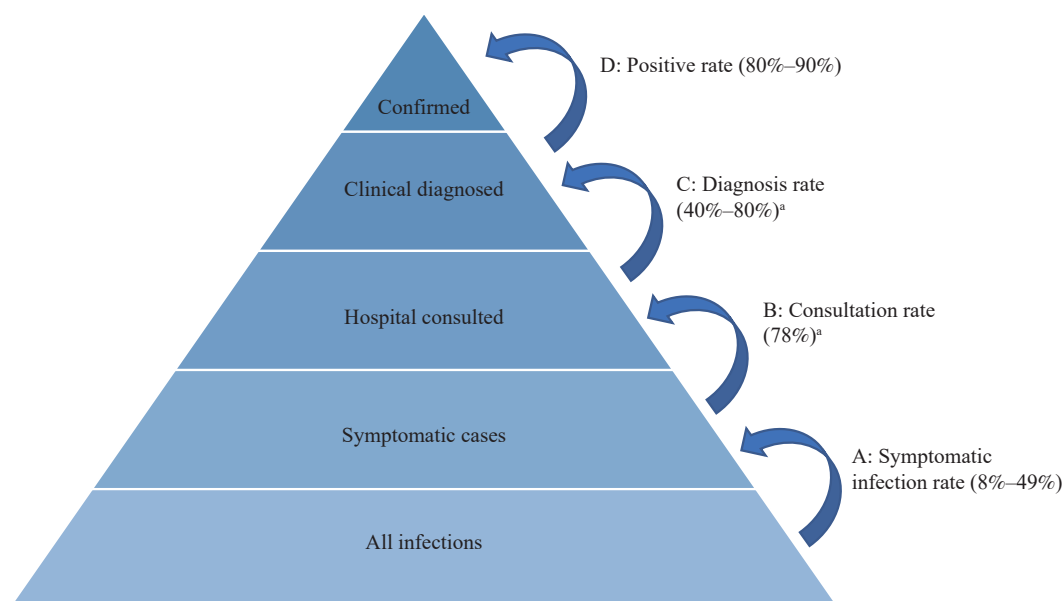 D: Positive rate (80%–90%)
Confirmed
C: Diagnosis rate
(40%–80%)ᵃ
Clinical diagnosed
B: Consultation rate
(78%)ᵃ
Hospital consulted
Symptomatic cases
A: Symptomatic
infection rate (8%–49%)
All infections